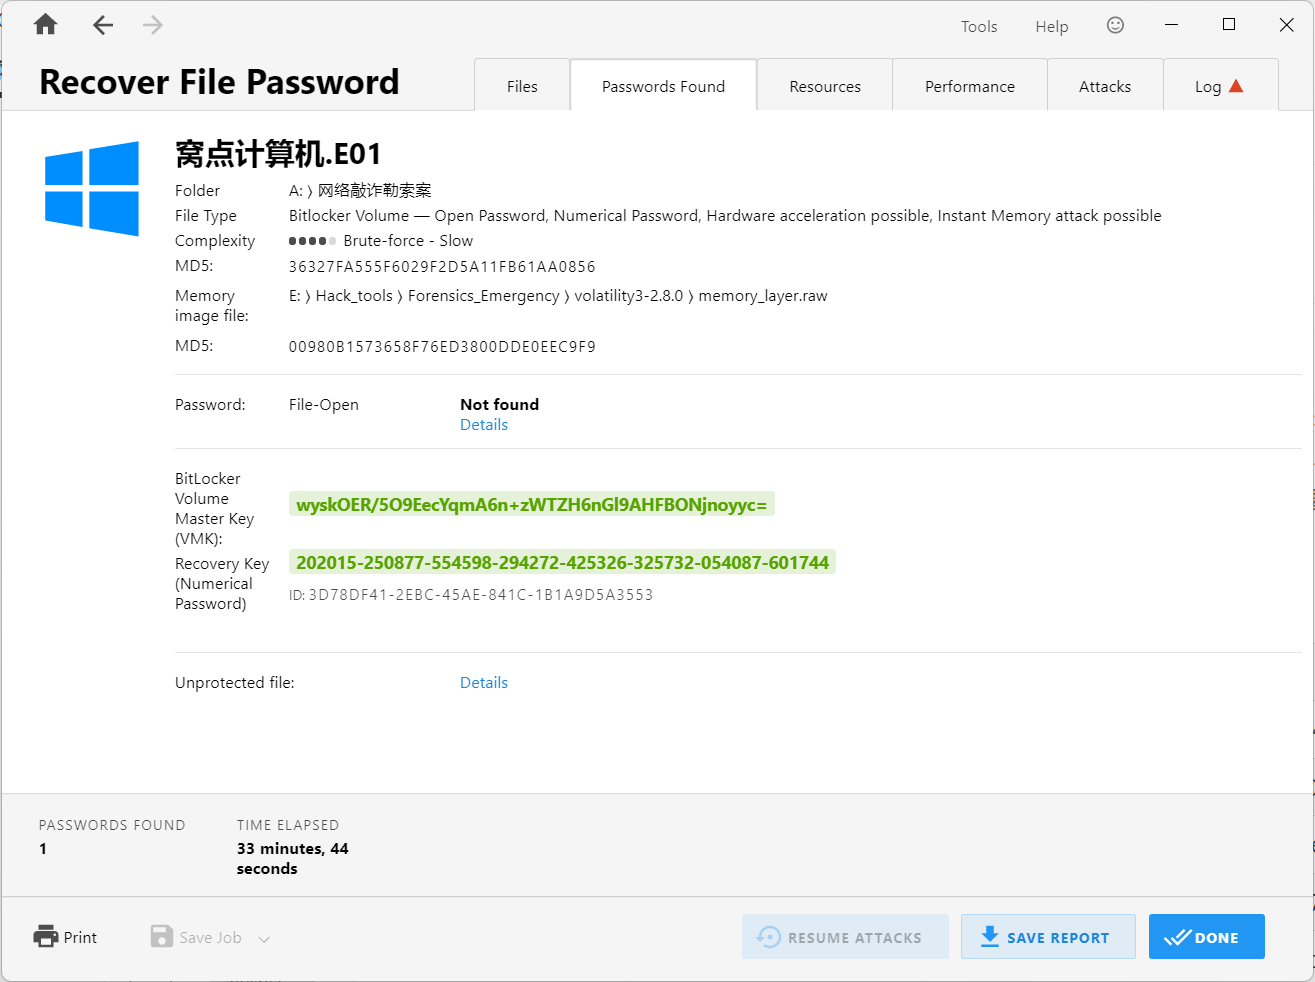 Tools Help
Recover File Password
Files Passwords Found Resources Performance Attacks Log
窝点计算机.E01
Folder A: 〉网络敲诈勒索案
File Type Bitlocker Volume — Open Password, Numerical Password, Hardware acceleration possible, Instant Memory attack possible
Complexity Brute-force - Slow
MD5: 36327FA555F6029F2D5A11FB61AA0856
Memory image file: E: 〉Hack_tools 〉Forensics_Emergency 〉volatility3-2.8.0 〉memory_layer.raw
MD5: 00980B1573658F76ED3800DDE0EEC9F9
Password: File-Open Not found
Details
BitLocker
Volume
Master Key
(VMK):
wyskOER/5O9EecYqmA6n+zWTZH6nGl9AHFBONjnoyyc=
Recovery Key
(Numerical
Password)
202015-250877-554598-294272-425326-325732-054087-601744
ID: 3D78DF41-2EBC-45AE-841C-1B1A9D5A3553
Unprotected file: Details
PASSWORDS FOUND
1
TIME ELAPSED
33 minutes, 44
seconds
Print Save Job RESUME ATTACKS SAVE REPORT DONE